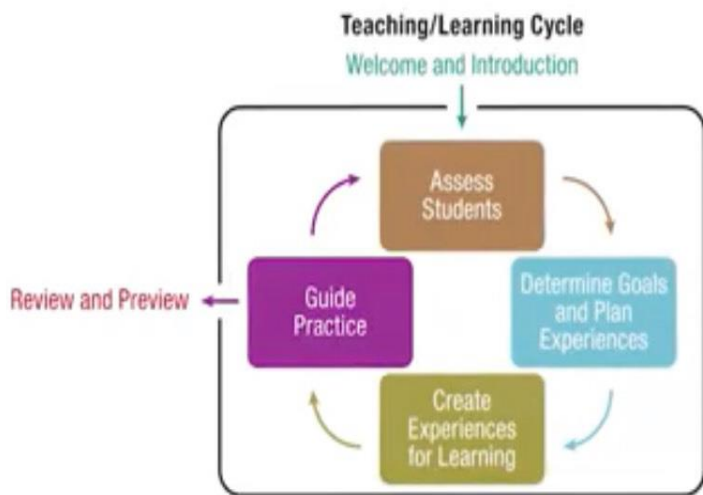 Teaching/Learning Cycle
Welcome and Introduction
Assess
Students
Determine Goals
and Plan
Experiences
Create
Experiences
for Learning
Guide
Practice
Review and Preview